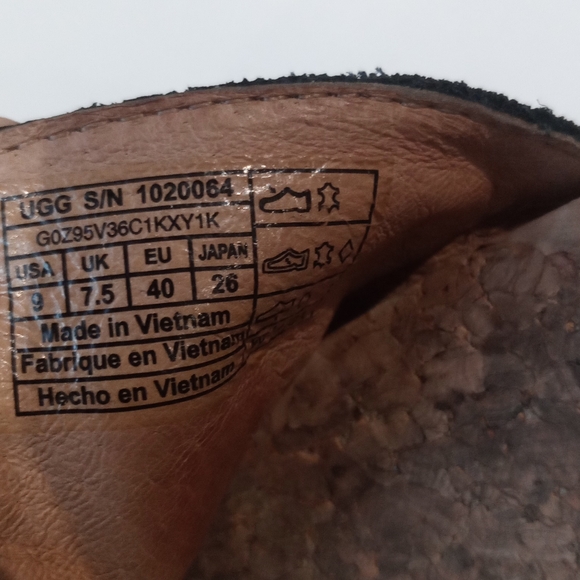 UGG S/N 1020064
G0Z95V36C1KXY1K
USA UK EU JAPAN
9 7.5 40 26
Made in Vietnam
Fabrique en Vietnam
Hecho en Vietnam